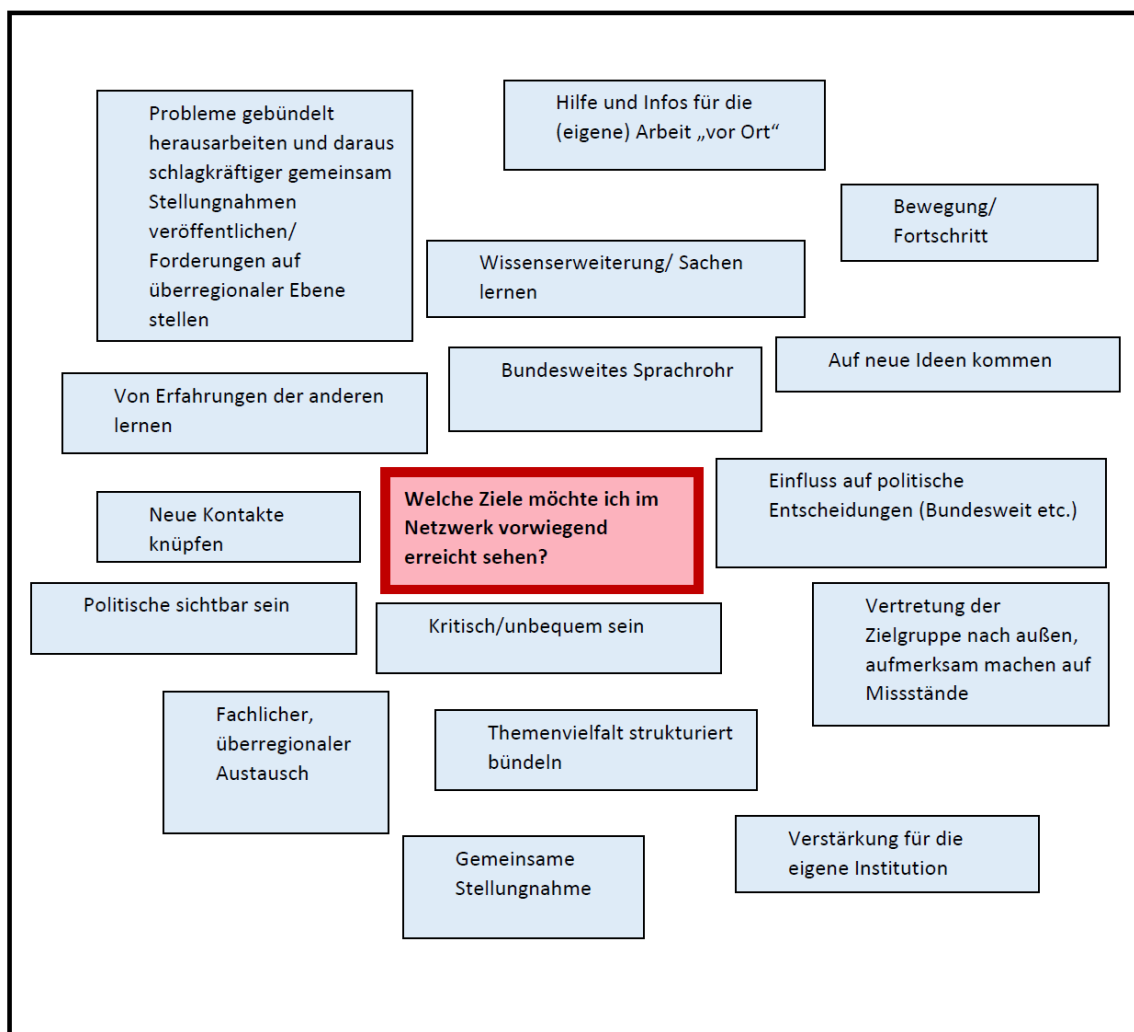 Probleme gebündelt
herausarbeiten und daraus
schlagkräftiger gemeinsam
Stellungnahmen
veröffentlichen/
Forderungen auf
überregionaler Ebene
stellen
Hilfe und Infos für die
(eigene) Arbeit „vor Ort“
Bewegung/
Fortschritt
Wissenserweiterung/ Sachen
lernen
Bundesweites Sprachrohr
Auf neue Ideen kommen
Von Erfahrungen der anderen
lernen
Einfluss auf politische
Entscheidungen (Bundesweit etc.)
Welche Ziele möchte ich im
Netzwerk vorwiegend
erreicht sehen?
Neue Kontakte
knüpfen
Politische sichtbar sein
Kritisch/unbequem sein
Vertretung der
Zielgruppe nach außen,
aufmerksam machen auf
Missstände
Fachlicher,
überregionaler
Austausch
Themenvielfalt strukturiert
bündeln
Verstärkung für die
eigene Institution
Gemeinsame
Stellungnahme